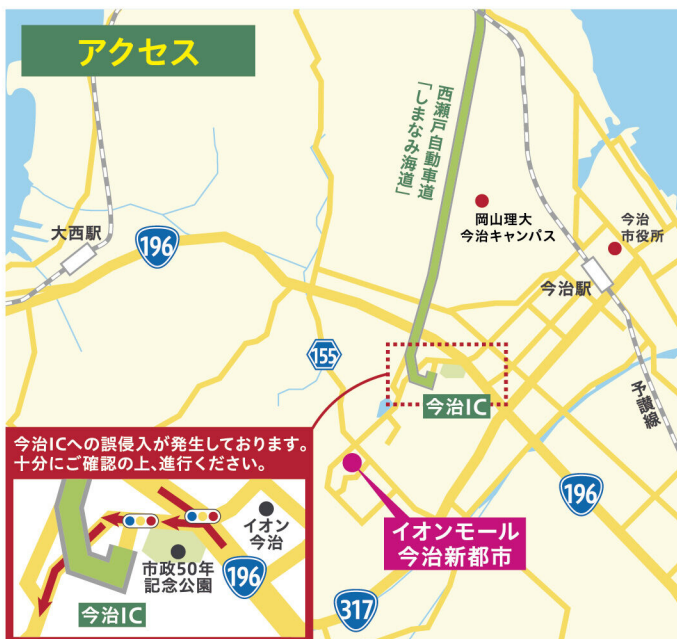 アクセス
西瀬戸自動車道
「しまなみ海道」
岡山理大
今治キャンパス
今治
市役所
大西駅
196
今治駅
155
今治IC
予讃線
今治ICへの誤侵入が発生しております。
十分にご確認の上、進行ください。
イオン
今治
市政50年
記念公園
196
今治IC
イオンモール
今治新都市
196
317